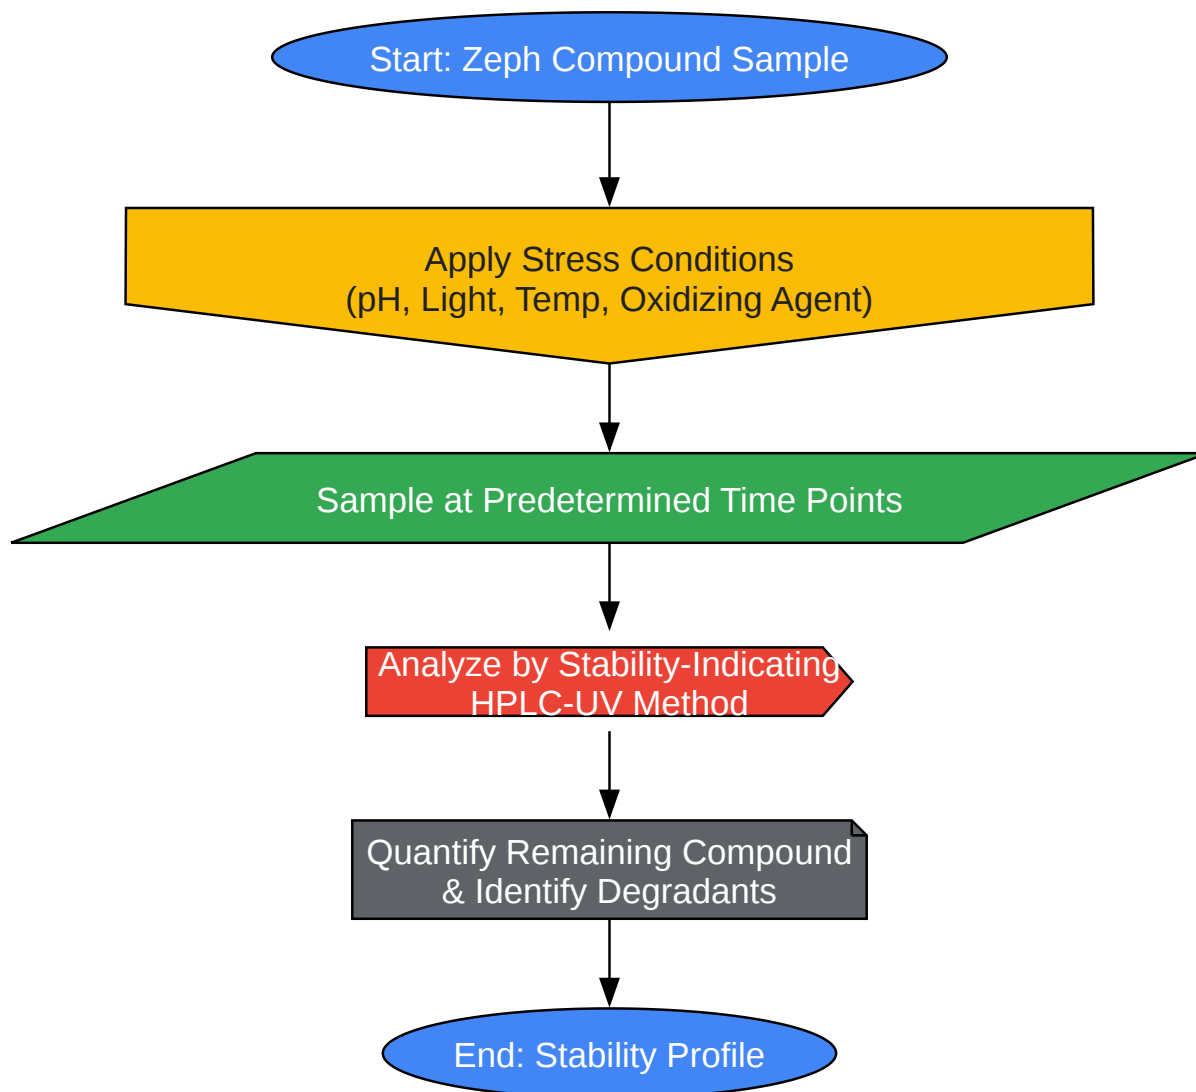 Start: Zeph Compound Sample
Apply Stress Conditions
(pH, Light, Temp, Oxidizing Agent)
Sample at Predetermined Time Points
Analyze by Stability-Indicating
HPLC-UV Method
Quantify Remaining Compound
& Identify Degradants
End: Stability Profile